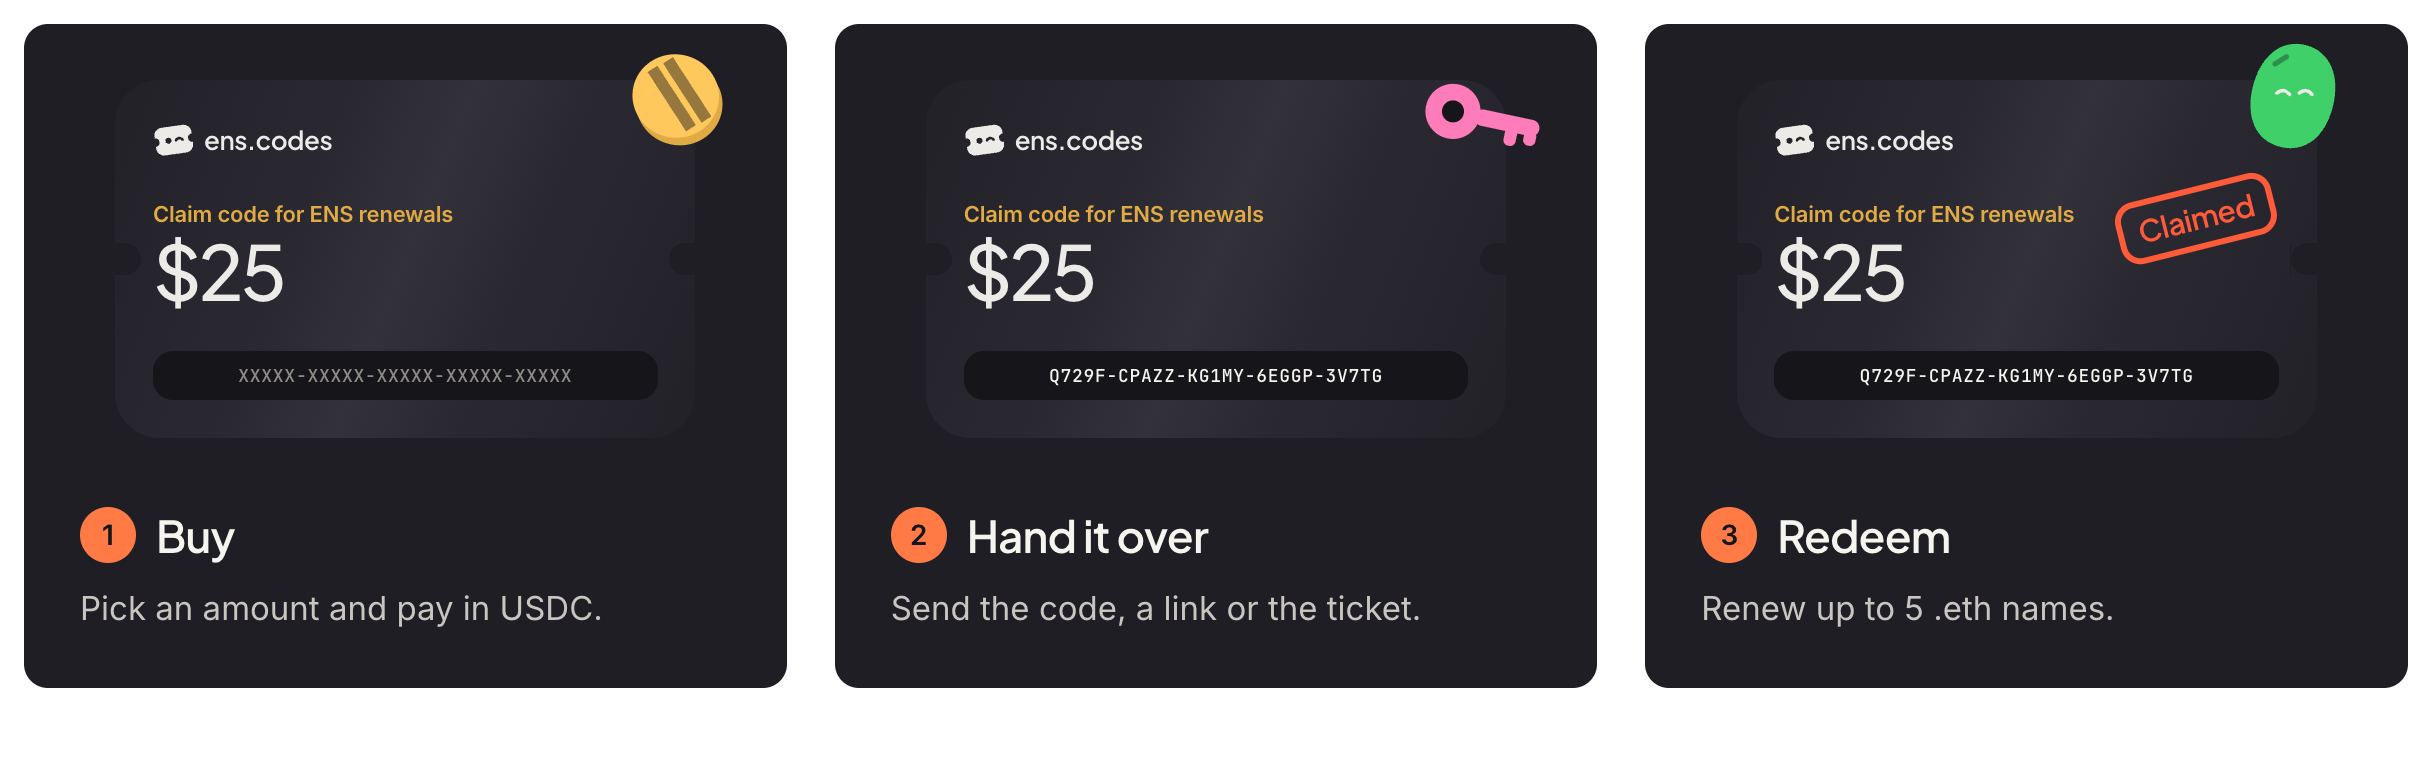 ens.codes
Claim code for ENS renewals
$25
XXXXX-XXXXX-XXXXX-XXXXX-XXXXX
1 Buy
Pick an amount and pay in USDC.
ens.codes
Claim code for ENS renewals
$25
Q729F-CPAZZ-KG1MY-6EGGP-3V7TG
2 Hand it over
Send the code, a link or the ticket.
ens.codes
Claim code for ENS renewals
Claimed
$25
Q729F-CPAZZ-KG1MY-6EGGP-3V7TG
3 Redeem
Renew up to 5 .eth names.